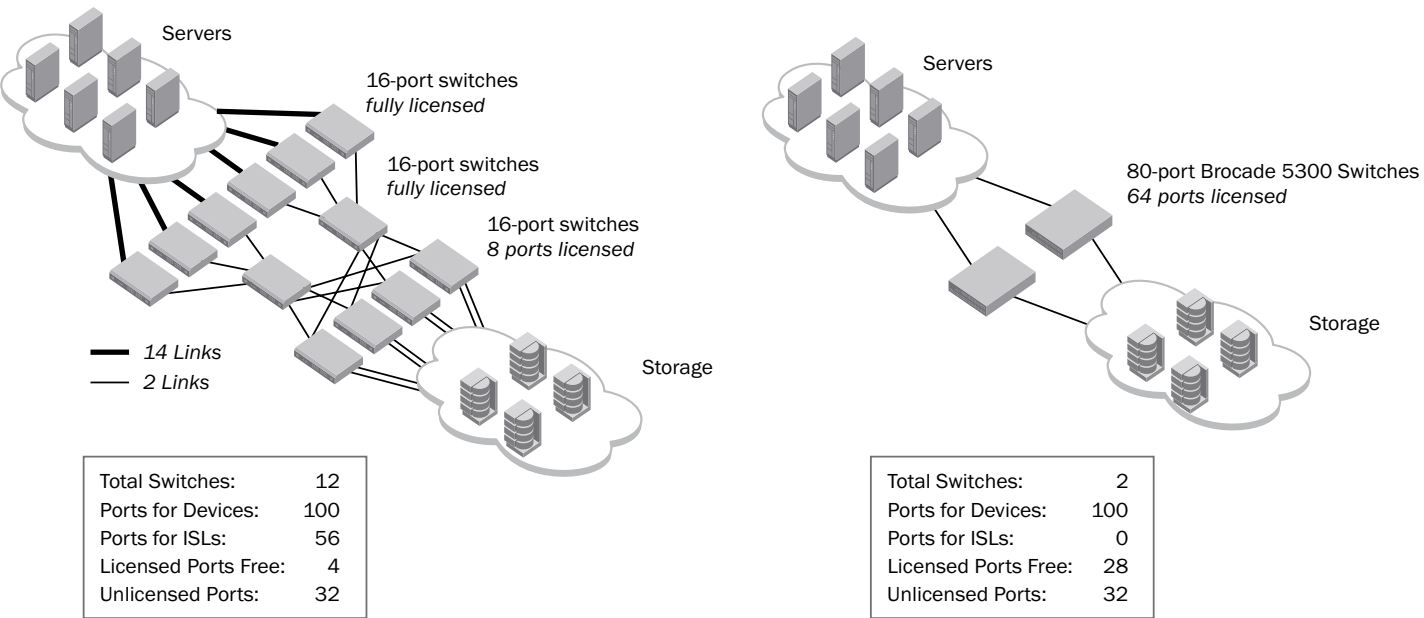 Servers
16-port switches
fully licensed
16-port switches
fully licensed
16-port switches
8 ports licensed
14 Links
2 Links
Storage
Total Switches: 12
Ports for Devices: 100
Ports for ISLs: 56
Licensed Ports Free: 4
Unlicensed Ports: 32
Servers
80-port Brocade 5300 Switches
64 ports licensed
Storage
Total Switches: 2
Ports for Devices: 100
Ports for ISLs: 0
Licensed Ports Free: 28
Unlicensed Ports: 32